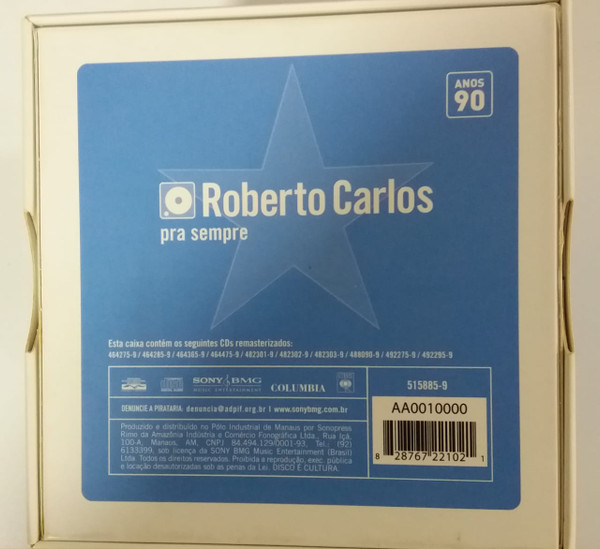 ANOS
90
Roberto Carlos
pra sempre
Esta caixa contém os seguintes CDs remasterizados:
464275-9 / 464285-9 / 464365-9 / 464475-9 / 482301-9 / 482302-9 / 482303-9 / 488090-9 / 492275-9 / 492295-9
SONY BMG
MUSIC ENTERTAINMENT
COLUMBIA
515885-9
DENUNCIE A PIRATARIA: denuncia@adpif.org.br | www.sonybmg.com.br
AA0010000
Produzido e distribuído no Pólo Industrial de Manaus por Sonopress
Rimo da Amazônia Indústria e Comércio Fonográfica Ltda., Rua Içá,
100-A, Manaus, AM, CNPJ 84.494.129/0001-93, Tel.: (92)
6133399, sob licença da SONY BMG Music Entertainment (Brasil)
Ltda. Todos os direitos reservados. Proibida a reprodução, exec. pública
e locação desautorizadas sob as penas da Lei. DISCO É CULTURA.
8 28767 22102 1